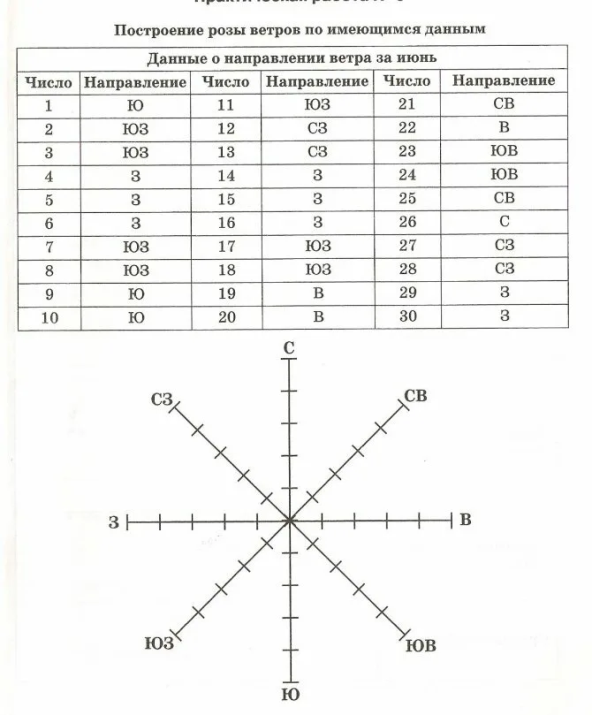 Построение розы ветров по имеющимся данным
Данные о направлении ветра за июнь
Число Направление Число Направление Число Направление
1 Ю 11 ЮЗ 21 СВ
2 ЮЗ 12 СЗ 22 В
3 ЮЗ 13 СЗ 23 ЮВ
4 З 14 З 24 ЮВ
5 З 15 З 25 СВ
6 З 16 З 26 С
7 ЮЗ 17 ЮЗ 27 СЗ
8 ЮЗ 18 ЮЗ 28 СЗ
9 Ю 19 В 29 З
10 Ю 20 В 30 З
С
СЗ СВ
З В
ЮЗ ЮВ
Ю